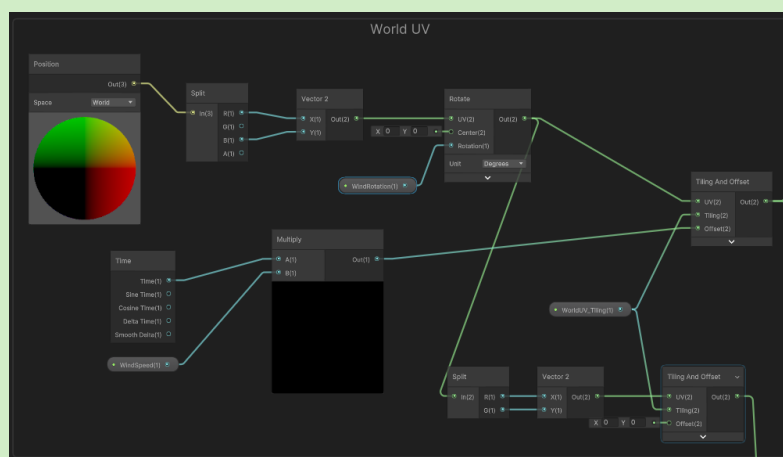 World UV
Position
Out(3)
Space World
Split
In(3) R(1)
G(1)
B(1)
A(1)
Vector 2
X(1) Out(2)
Y(1)
X 0 Y 0
Rotate
UV(2) Out(2)
Center(2)
Rotation(1)
Unit Degrees
WindRotation(1)
Tiling And Offset
UV(2) Out(2)
Tiling(2)
Offset(2)
Time
Time(1)
Sine Time(1)
Cosine Time(1)
Delta Time(1)
Smooth Delta(1)
WindSpeed(1)
Multiply
A(1) Out(1)
B(1)
WorldUV_Tiling(1)
Split
In(2) R(1)
G(1)
Vector 2
X(1) Out(2)
Y(1)
X 0 Y 0
Tiling And Offset
UV(2) Out(2)
Tiling(2)
Offset(2)